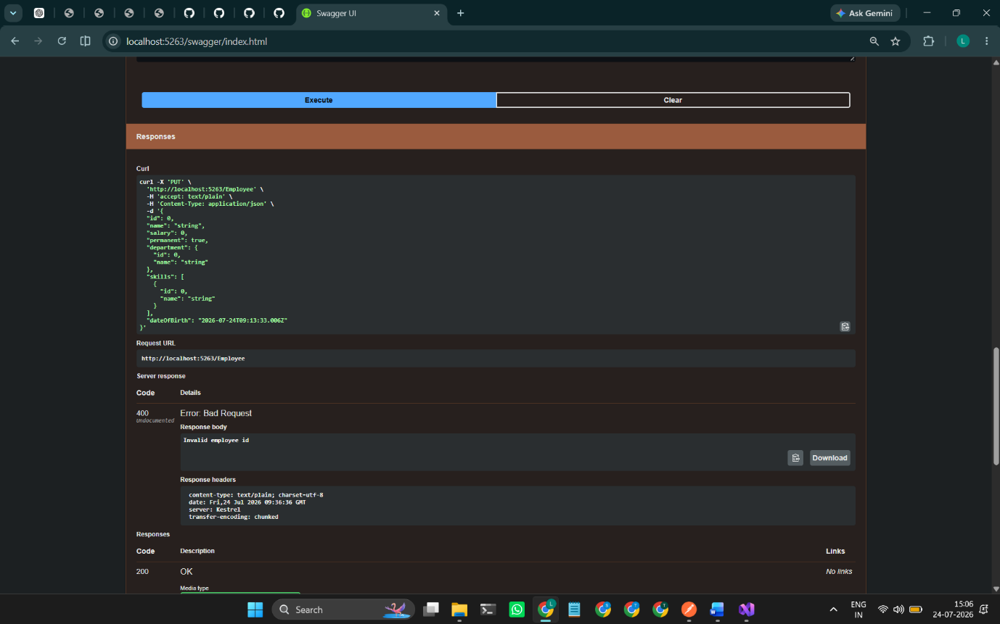 Swagger UI
Ask Gemini
localhost:5263/swagger/index.html
L
Execute
Clear
Responses
Curl
curl -X 'PUT' \
  'http://localhost:5263/Employee' \
  -H 'accept: text/plain' \
  -H 'Content-Type: application/json' \
  -d '{
  "id": 0,
  "name": "string",
  "salary": 0,
  "permanent": true,
  "department": {
    "id": 0,
    "name": "string"
  },
  "skills": [
    {
      "id": 0,
      "name": "string"
    }
  ],
  "dateOfBirth": "2026-07-24T09:13:33.006Z"
}'
Request URL
http://localhost:5263/Employee
Server response
Code Details
400 Error: Bad Request
Undocumented
Response body
Invalid employee id
Download
Response headers
content-type: text/plain; charset=utf-8
date: Fri,24 Jul 2026 09:36:36 GMT
server: Kestrel
transfer-encoding: chunked
Responses
Code Description Links
200 OK No links
Media type
Search
L
S
T
T
W
ENG
IN
15:06
24-07-2026